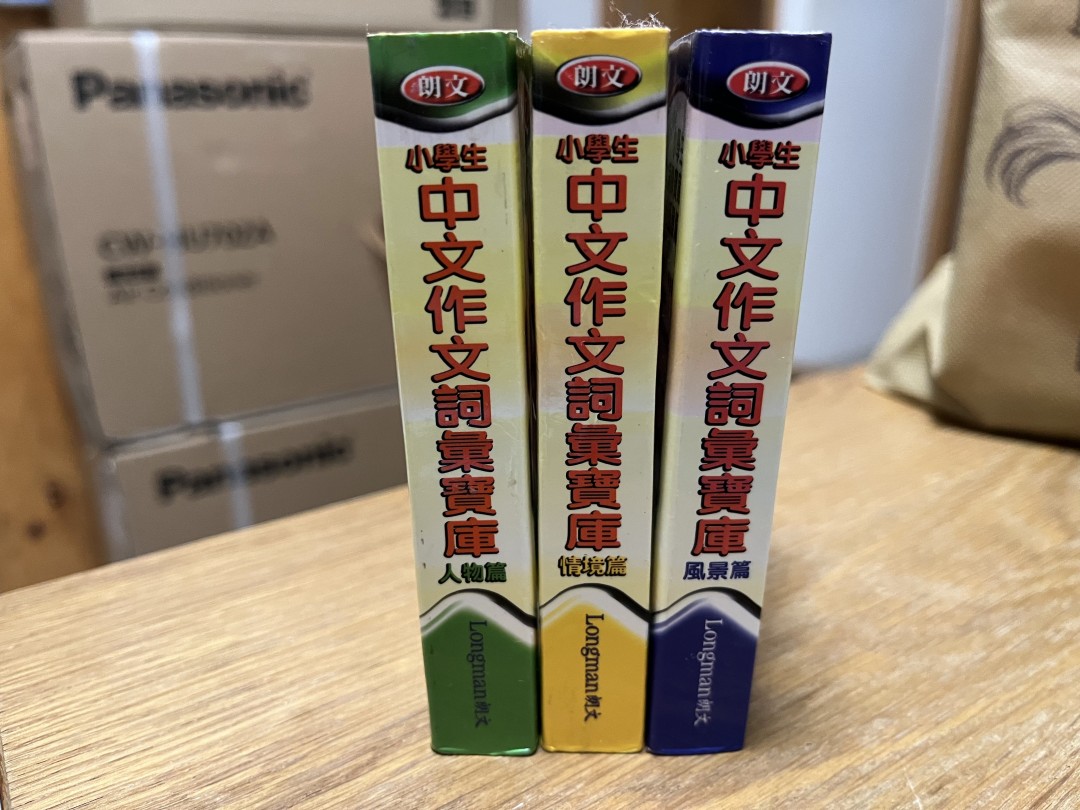 Panasonic
Panasonic
朗文
小學生
中文作文詞彙寶庫
人物篇
Longman朗文
朗文
小學生
中文作文詞彙寶庫
情境篇
Longman朗文
朗文
小學生
中文作文詞彙寶庫
風景篇
Longman朗文